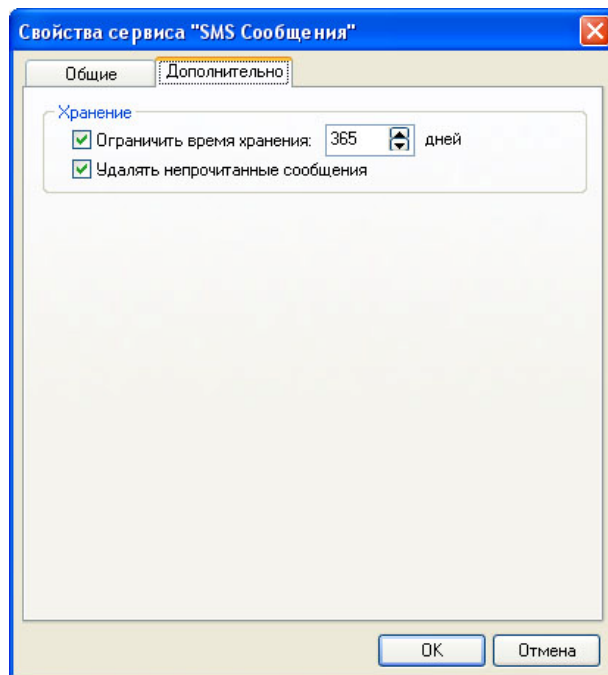 Свойства сервиса "SMS Сообщения"
Общие Дополнительно
Хранение
Ограничить время хранения: 365 дней
Удалять непрочитанные сообщения
OK Отмена